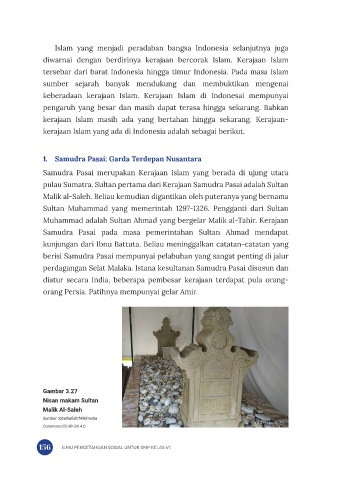 Islam yang menjadi peradaban bangsa Indonesia selanjutnya juga
diwarnai dengan berdirinya kerajaan bercorak Islam. Kerajaan Islam
tersebar dari barat Indonesia hingga timur Indonesia. Pada masa Islam
sumber sejarah banyak mendukung dan membuktikan mengenai
keberadaan kerajaan Islam. Kerajaan Islam di Indonesai mempunyai
pengaruh yang besar dan masih dapat terasa hingga sekarang. Bahkan
kerajaan Islam masih ada yang bertahan hingga sekarang. Kerajaan-
kerajaan Islam yang ada di Indonesia adalah sebagai berikut.
1. Samudra Pasai: Garda Terdepan Nusantara
Samudra Pasai merupakan Kerajaan Islam yang berada di ujung utara
pulau Sumatra. Sultan pertama dari Kerajaan Samudra Pasai adalah Sultan
Malik al-Saleh. Beliau kemudian digantikan oleh puteranya yang bernama
Sultan Muhammad yang memerintah 1297-1326. Pengganti dari Sultan
Muhammad adalah Sultan Ahmad yang bergelar Malik al-Tahir. Kerajaan
Samudra Pasai pada masa pemerintahan Sultan Ahmad mendapat
kunjungan dari Ibnu Battuta. Beliau meninggalkan catatan-catatan yang
berisi Samudra Pasai mempunyai pelabuhan yang sangat penting di jalur
perdagangan Selat Malaka. Istana kesultanan Samudra Pasai disusun dan
diatur secara India, beberapa pembesar kerajaan terdapat pula orang-
orang Persia. Patihnya mempunyai gelar Amir.
Gambar 3.27
Nisan makam Sultan
Malik Al-Saleh
Commons/CC-BY-SA 4.0
156 ILMU PENGETAHUAN SOSIAL UNTUK SMP KELAS VII